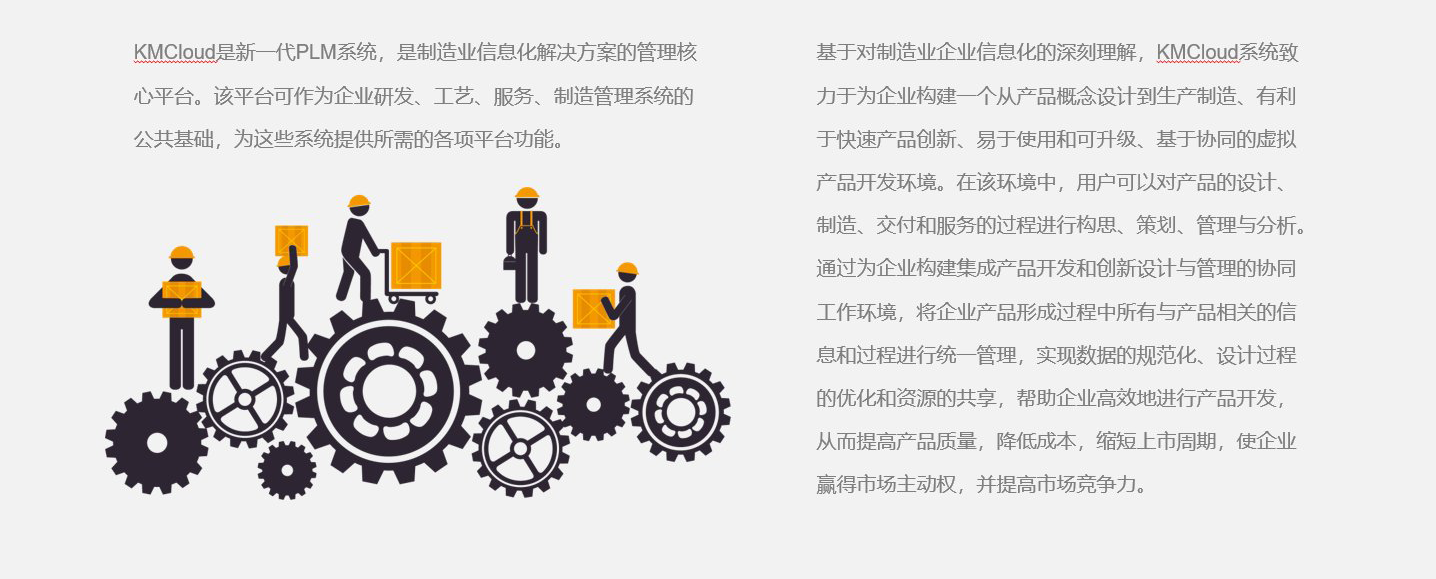 KMCloud是新一代PLM系统，是制造业信息化解决方案的管理核
心平台。该平台可作为企业研发、工艺、服务、制造管理系统的
公共基础，为这些系统提供所需的各项平台功能。
基于对制造业企业信息化的深刻理解，KMCloud系统致
力于为企业构建一个从产品概念设计到生产制造、有利
于快速产品创新、易于使用和可升级、基于协同的虚拟
产品开发环境。在该环境中，用户可以对产品的设计、
制造、交付和服务的过程进行构思、策划、管理与分析。
通过为企业构建集成产品开发和创新设计与管理的协同
工作环境，将企业产品形成过程中所有与产品相关的信
息和过程进行统一管理，实现数据的规范化、设计过程
的优化和资源的共享，帮助企业高效地进行产品开发，
从而提高产品质量，降低成本，缩短上市周期，使企业
赢得市场主动权，并提高市场竞争力。